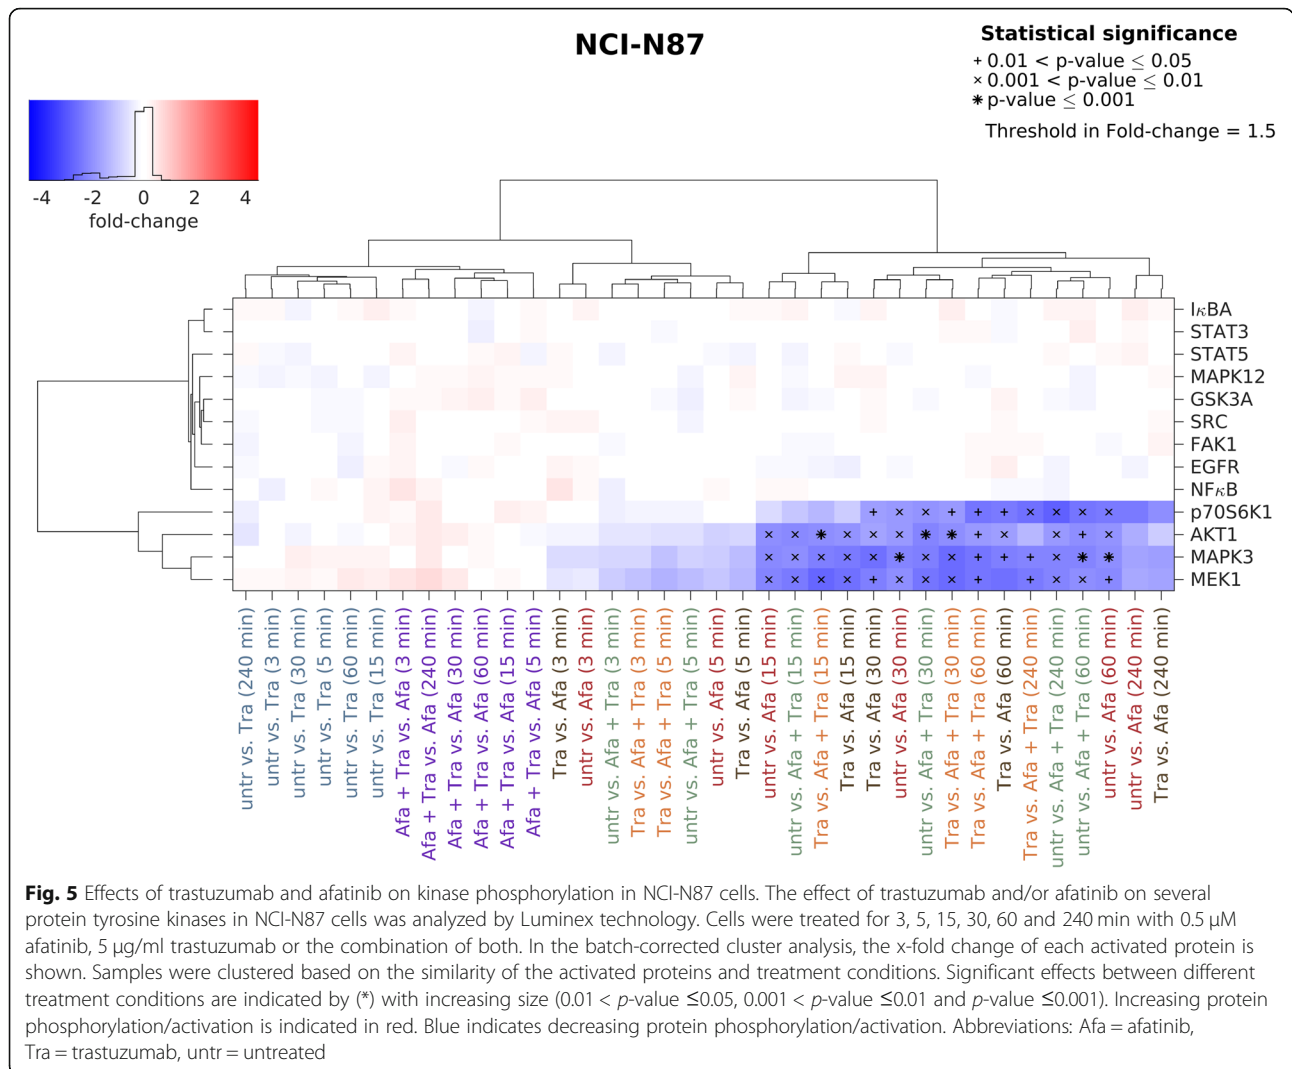 NCI-N87
Statistical significance
+ 0.01 < p-value ≤ 0.05
× 0.001 < p-value ≤ 0.01
* p-value ≤ 0.001
Threshold in Fold-change = 1.5
-4 -2 0 2 4
fold-change
IκBA
STAT3
STAT5
MAPK12
GSK3A
SRC
FAK1
EGFR
NFκB
p70S6K1
AKT1
MAPK3
MEK1
untr vs. Tra (240 min)
untr vs. Tra (3 min)
untr vs. Tra (30 min)
untr vs. Tra (5 min)
untr vs. Tra (60 min)
untr vs. Tra (15 min)
Afa + Tra vs. Afa (3 min)
Afa + Tra vs. Afa (240 min)
Afa + Tra vs. Afa (30 min)
Afa + Tra vs. Afa (60 min)
Afa + Tra vs. Afa (15 min)
Afa + Tra vs. Afa (5 min)
Tra vs. Afa (3 min)
untr vs. Afa (3 min)
untr vs. Afa + Tra (3 min)
Tra vs. Afa + Tra (3 min)
Tra vs. Afa + Tra (5 min)
untr vs. Afa + Tra (5 min)
untr vs. Afa (5 min)
Tra vs. Afa (5 min)
untr vs. Afa (15 min)
untr vs. Afa + Tra (15 min)
Tra vs. Afa + Tra (15 min)
Tra vs. Afa (15 min)
Tra vs. Afa (30 min)
untr vs. Afa (30 min)
untr vs. Afa + Tra (30 min)
Tra vs. Afa + Tra (30 min)
Tra vs. Afa + Tra (60 min)
Tra vs. Afa (60 min)
Tra vs. Afa + Tra (240 min)
untr vs. Afa + Tra (240 min)
untr vs. Afa + Tra (60 min)
untr vs. Afa (60 min)
untr vs. Afa (240 min)
Tra vs. Afa (240 min)
Fig. 5 Effects of trastuzumab and afatinib on kinase phosphorylation in NCI-N87 cells. The effect of trastuzumab and/or afatinib on several
protein tyrosine kinases in NCI-N87 cells was analyzed by Luminex technology. Cells were treated for 3, 5, 15, 30, 60 and 240 min with 0.5 μM
afatinib, 5 μg/ml trastuzumab or the combination of both. In the batch-corrected cluster analysis, the x-fold change of each activated protein is
shown. Samples were clustered based on the similarity of the activated proteins and treatment conditions. Significant effects between different
treatment conditions are indicated by (*) with increasing size (0.01 < p-value ≤0.05, 0.001 < p-value ≤0.01 and p-value ≤0.001). Increasing protein
phosphorylation/activation is indicated in red. Blue indicates decreasing protein phosphorylation/activation. Abbreviations: Afa = afatinib,
Tra = trastuzumab, untr = untreated